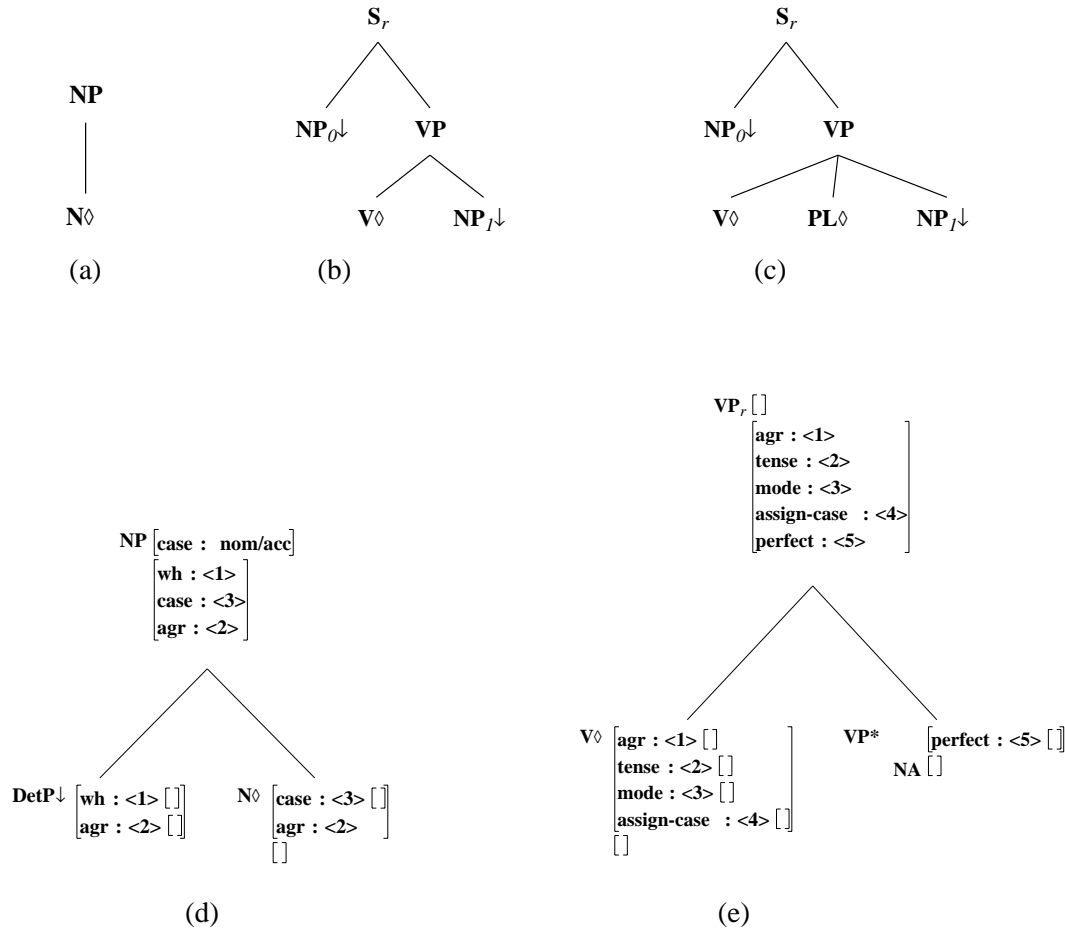 S_r
S_r
NP
NP_0↓ VP
NP_0↓ VP
N◊
V◊ NP_1↓
V◊ PL◊ NP_1↓
(a)
(b)
(c)
VP_r []
agr : <1>
tense : <2>
mode : <3>
assign-case : <4>
perfect : <5>
NP [case : nom/acc]
wh : <1>
case : <3>
agr : <2>
DetP↓ [wh : <1> []
agr : <2> []]
N◊ [case : <3> []
agr : <2> ]
[]
V◊ [agr : <1> []
tense : <2> []
mode : <3> []
assign-case : <4> []]
[]
VP* [perfect : <5> []]
NA []
(d)
(e)